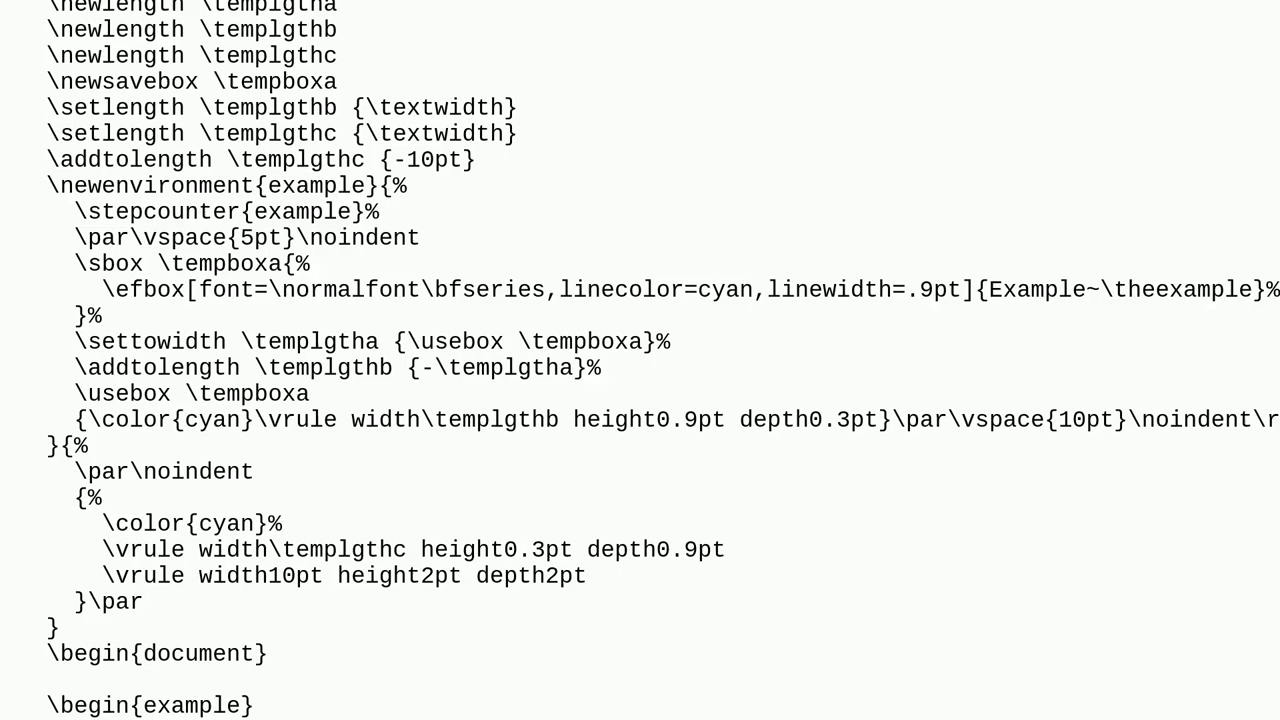 \newlength \templgtha
\newlength \templgthb
\newlength \templgthc
\newsavebox \tempboxa
\setlength \templgthb {\textwidth}
\setlength \templgthc {\textwidth}
\addtolength \templgthc {-10pt}
\newenvironment{example}{%
  \stepcounter{example}%
  \par\vspace{5pt}\noindent
  \sbox \tempboxa{%
    \efbox[font=\normalfont\bfseries,linecolor=cyan,linewidth=.9pt]{Example~\theexample}%
  }%
  \settowidth \templgtha {\usebox \tempboxa}%
  \addtolength \templgthb {-\templgtha}%
  \usebox \tempboxa
  {\color{cyan}\vrule width\templgthb height0.9pt depth0.3pt}\par\vspace{10pt}\noindent\r
}{%
  \par\noindent
  {%
    \color{cyan}%
    \vrule width\templgthc height0.3pt depth0.9pt
    \vrule width10pt height2pt depth2pt
  }\par
}
\begin{document}
\begin{example}